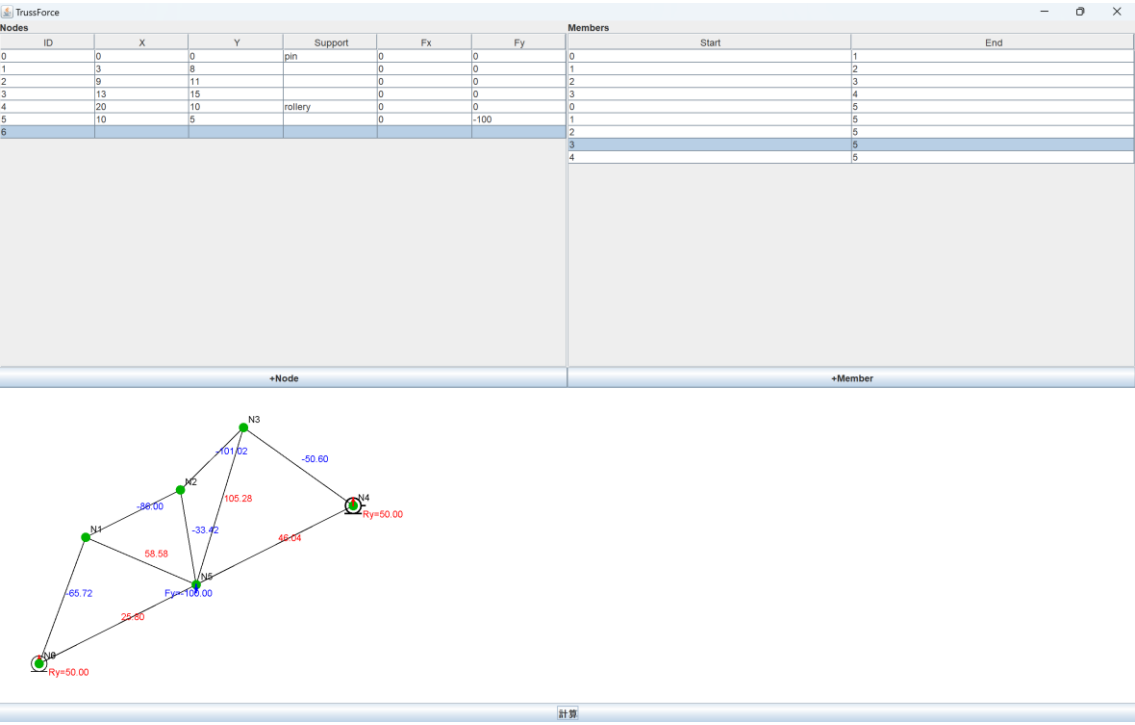 TrussForce
Nodes
ID X Y Support Fx Fy
0 0 0 pin 0 0
1 3 8 0 0
2 9 11 0 0
3 13 15 0 0
4 20 10 rollery 0 0
5 10 5 0 -100
6
+Node
Members
Start End
0 1
1 2
2 3
3 4
0 5
1 5
2 5
3 5
4 5
+Member
N3
-101.02
-50.60
N2
105.28
N4
-86.00
Ry=50.00
-33.42
N1
46.04
58.58
N5
-65.72
Fy=-100.00
25.80
N0
Ry=50.00
計算